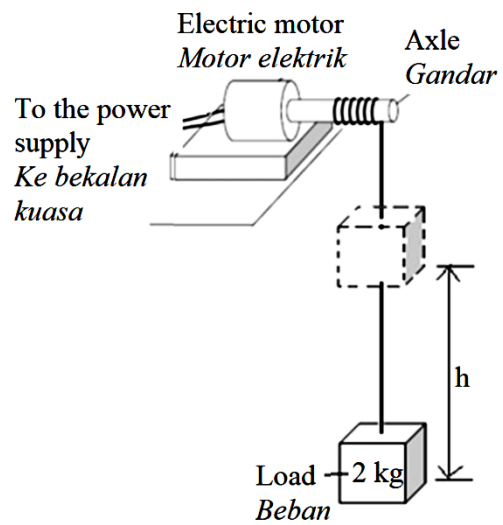 Electric motor
Motor elektrik
Axle
Gandar
To the power
supply
Ke bekalan
kuasa
h
Load
2 kg
Beban